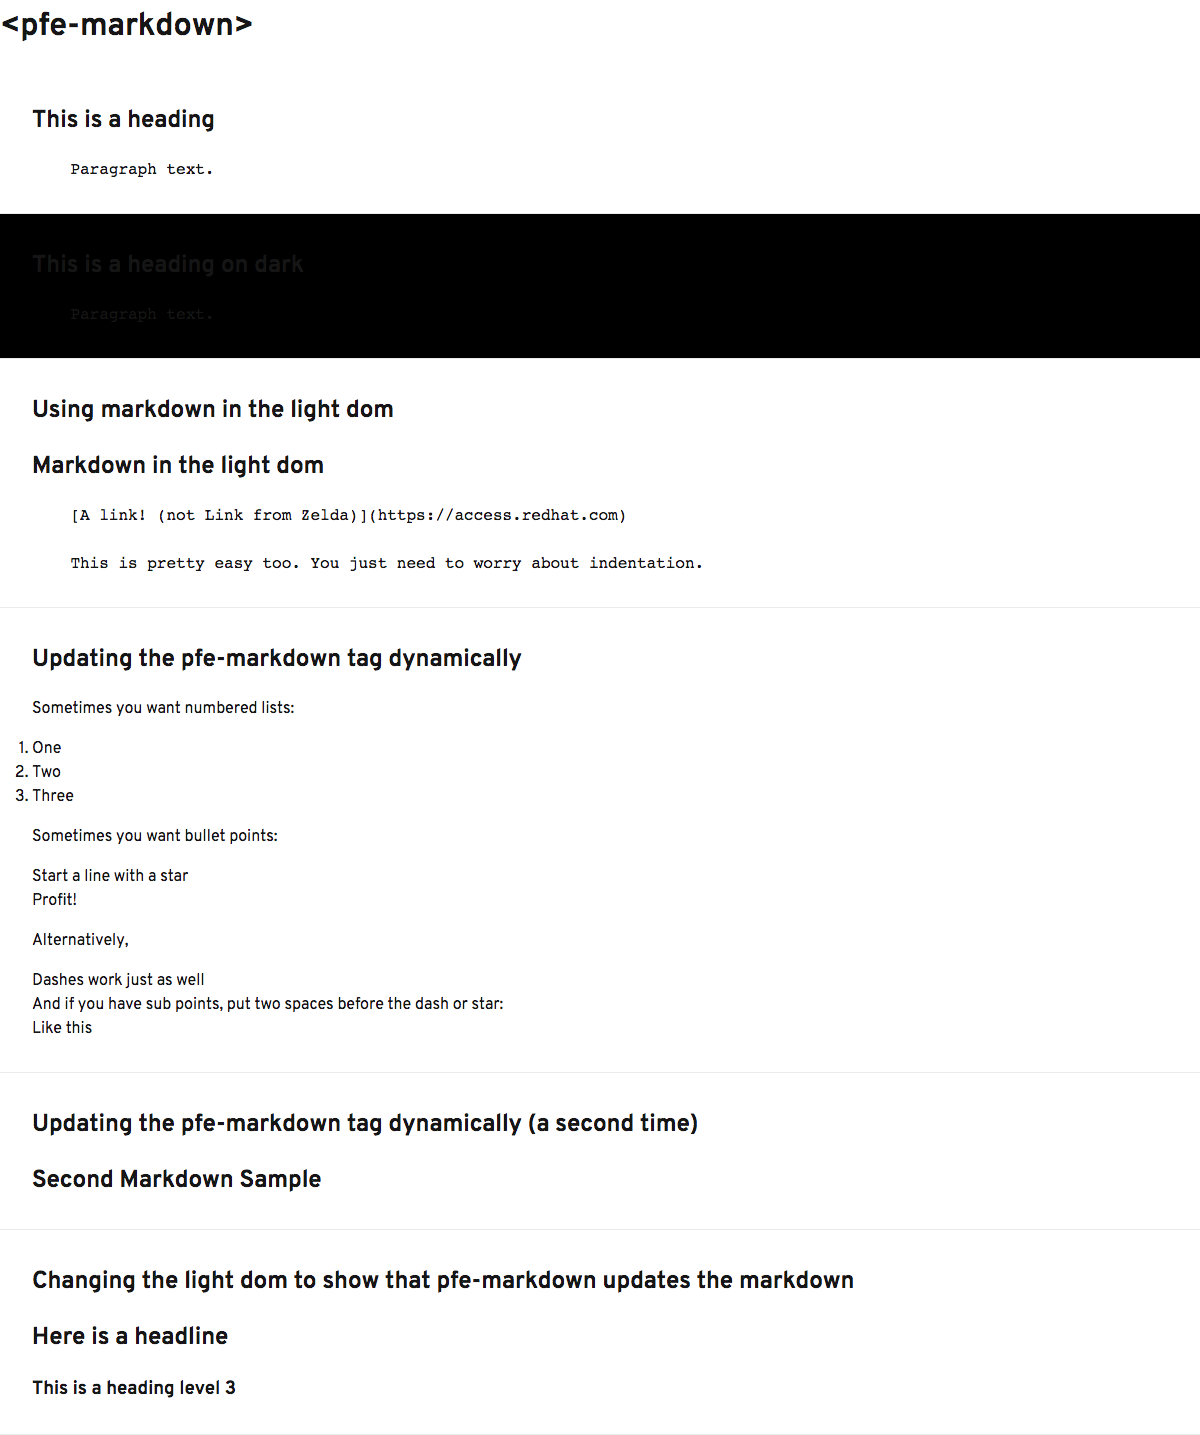 <pfe-markdown>
This is a heading
Paragraph text.
This is a heading on dark
Paragraph text.
Using markdown in the light dom
Markdown in the light dom
[A link! (not Link from Zelda)](https://access.redhat.com)
This is pretty easy too. You just need to worry about indentation.
Updating the pfe-markdown tag dynamically
Sometimes you want numbered lists:
1. One
2. Two
3. Three
Sometimes you want bullet points:
Start a line with a star
Profit!
Alternatively,
Dashes work just as well
And if you have sub points, put two spaces before the dash or star:
Like this
Updating the pfe-markdown tag dynamically (a second time)
Second Markdown Sample
Changing the light dom to show that pfe-markdown updates the markdown
Here is a headline
This is a heading level 3